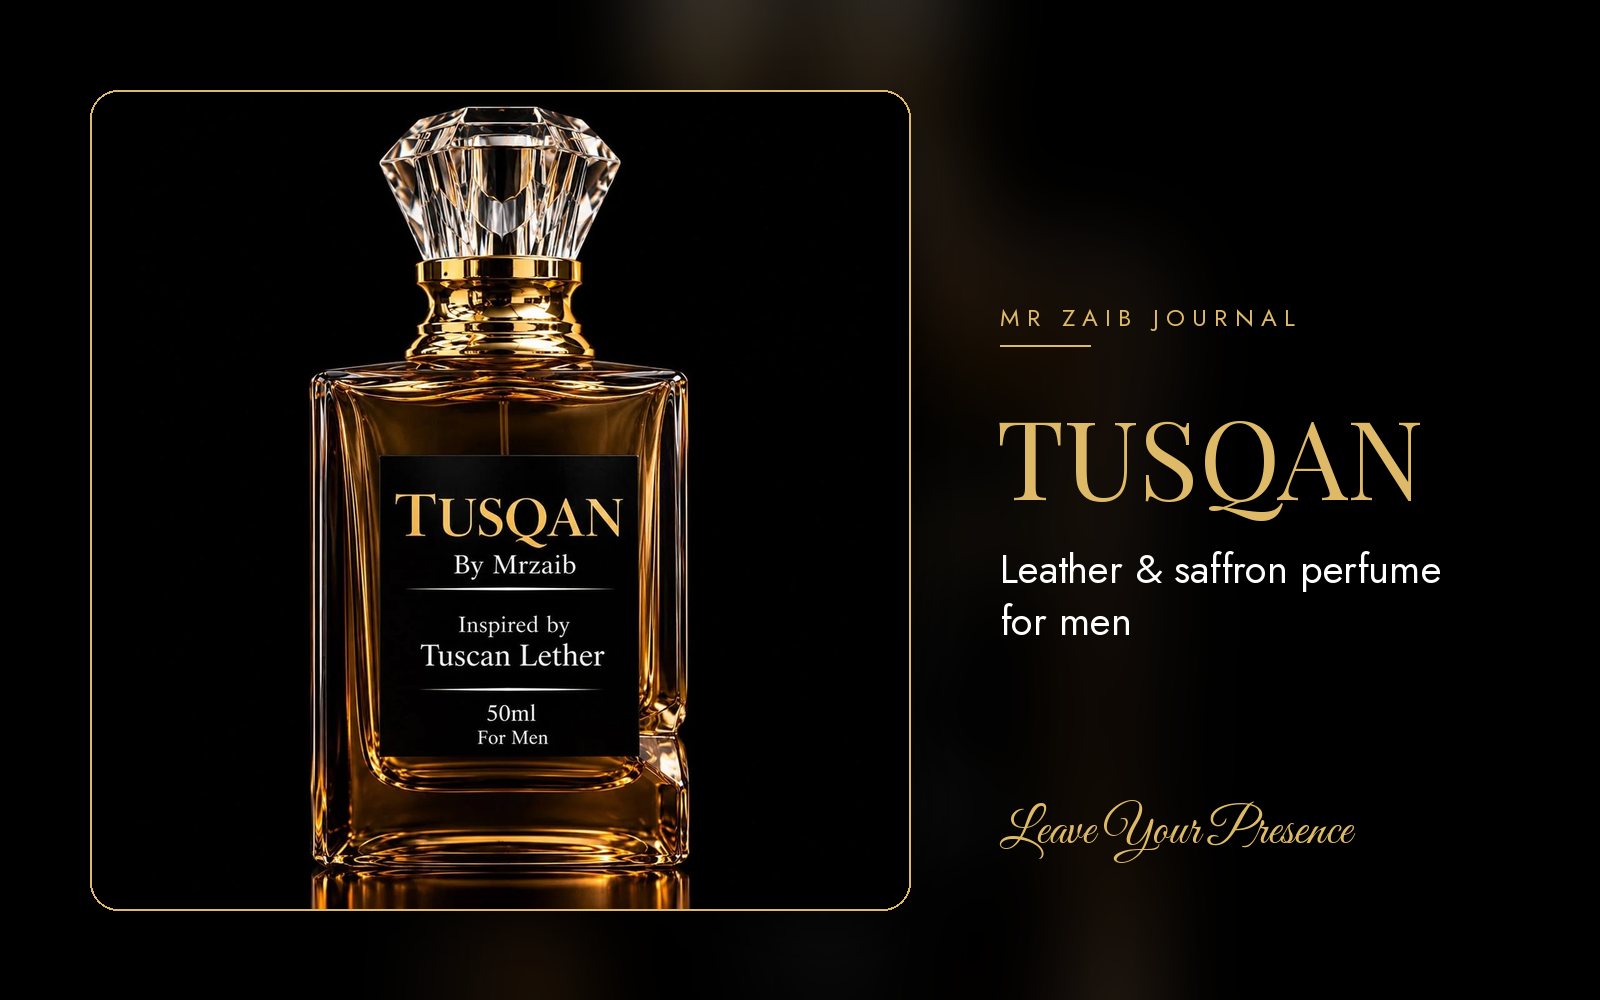 TUSQAN
By Mrzaib
Inspired by
Tuscan Lether
50ml
For Men
MR ZAIB JOURNAL
TUSQAN
Leather & saffron perfume
for men
Leave Your Presence